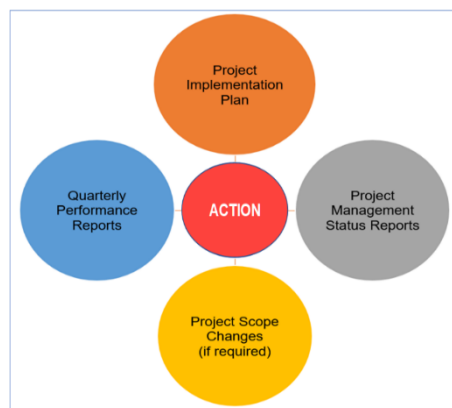 Project
Implementation
Plan
Quarterly
Performance
Reports
ACTION
Project
Management
Status Reports
Project Scope
Changes
(if required)